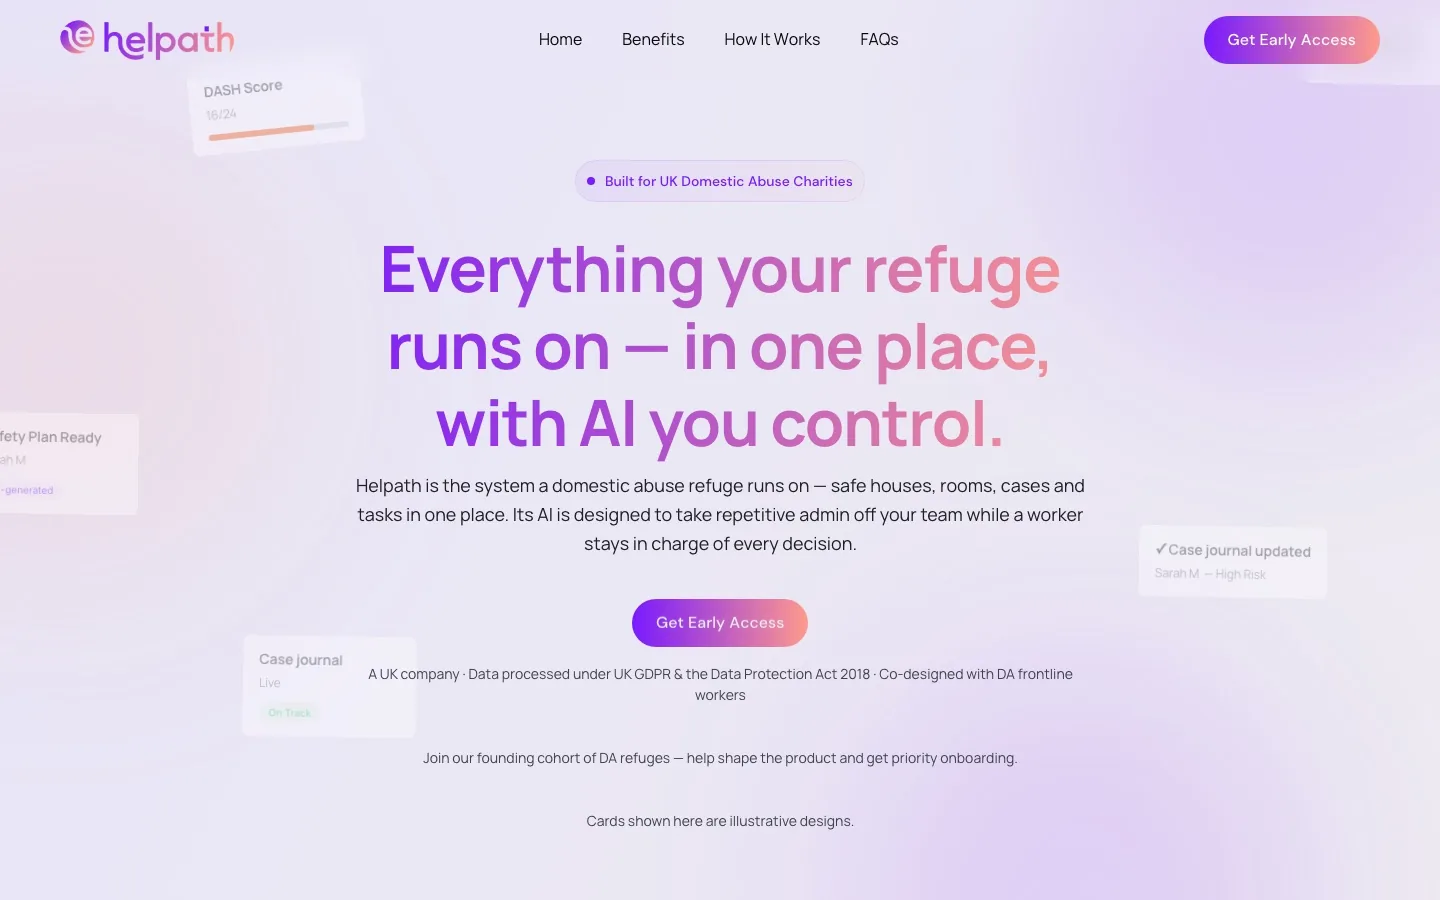 helpath
Home Benefits How It Works FAQs
Get Early Access
DASH Score
16/24
Built for UK Domestic Abuse Charities
Everything your refuge
runs on — in one place,
with AI you control.
fety Plan Ready
ah M
-generated
Helpath is the system a domestic abuse refuge runs on — safe houses, rooms, cases and
tasks in one place. Its AI is designed to take repetitive admin off your team while a worker
stays in charge of every decision.
✓Case journal updated
Sarah M — High Risk
Get Early Access
Case journal
Live
On Track
A UK company · Data processed under UK GDPR & the Data Protection Act 2018 · Co-designed with DA frontline
workers
Join our founding cohort of DA refuges — help shape the product and get priority onboarding.
Cards shown here are illustrative designs.